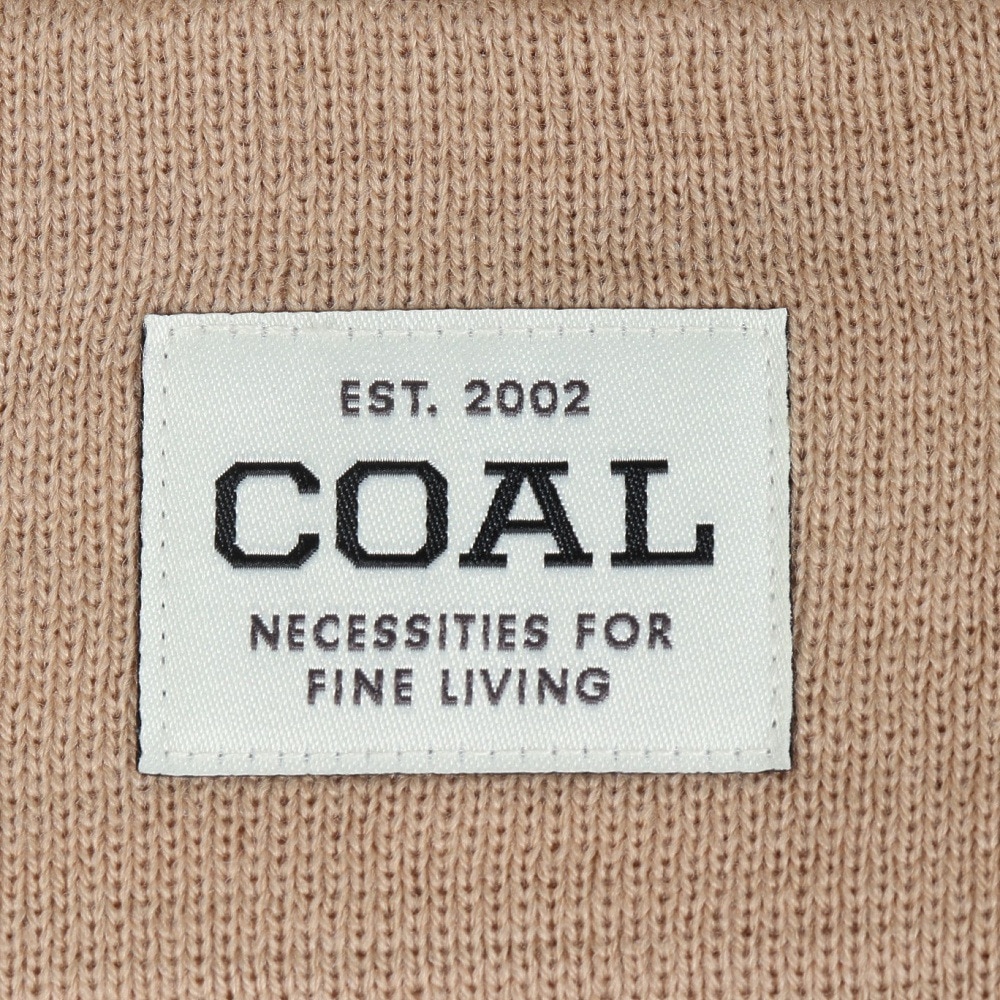 EST. 2002
COAL
NECESSITIES FOR
FINE LIVING